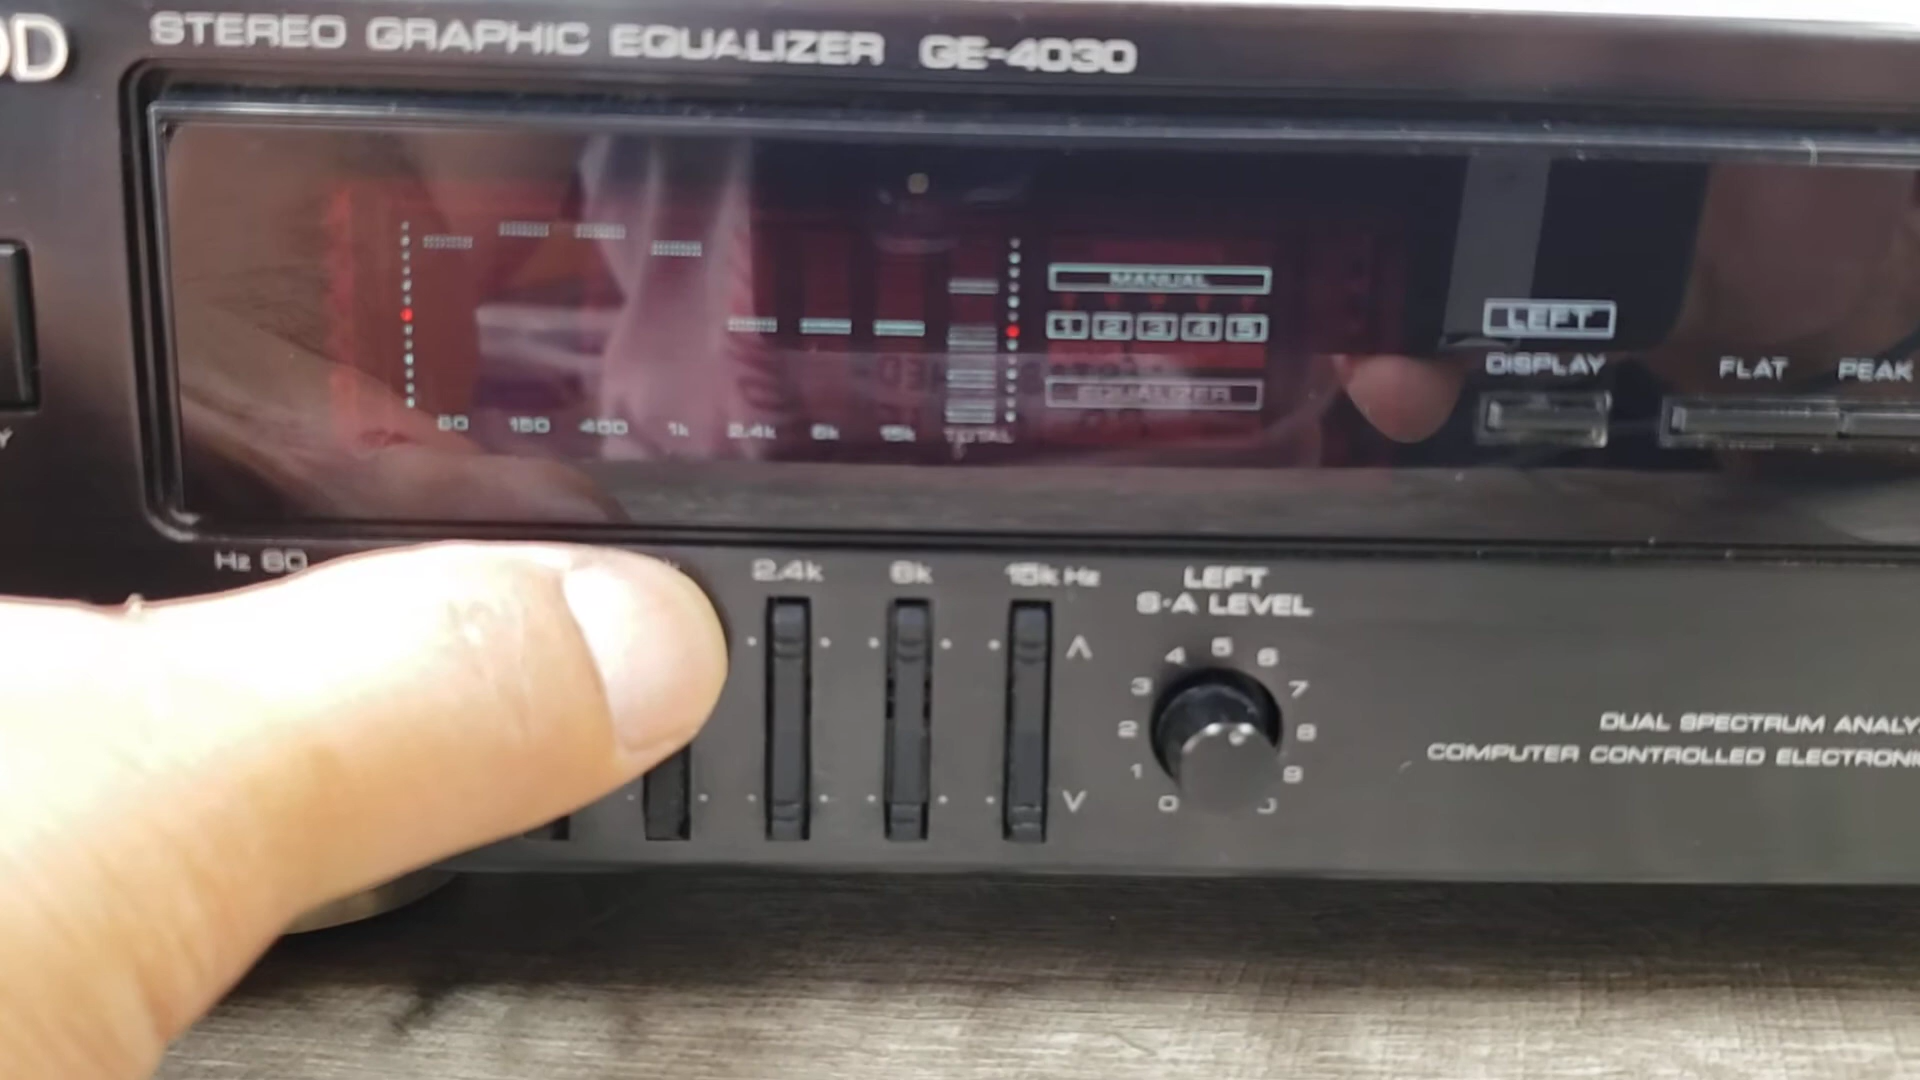 OD STEREO GRAPHIC EQUALIZER GE-4030
MANUAL
1 2 3 4 5
EQUALIZER
60 150 400 1k 2.4k 6k 15k TOTAL
LEFT
DISPLAY FLAT PEAK
Y
Hz 60 2.4k 6k 15k Hz
LEFT
S·A LEVEL
0 1 2 3 4 5 6 7 8 9
DUAL SPECTRUM ANALY
COMPUTER CONTROLLED ELECTRONI